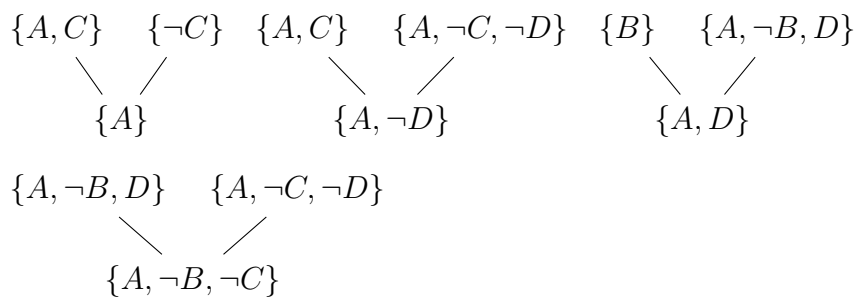 {A, C} {¬C} {A, C} {A, ¬C, ¬D} {B} {A, ¬B, D}
{A} {A, ¬D} {A, D}
{A, ¬B, D} {A, ¬C, ¬D}
{A, ¬B, ¬C}